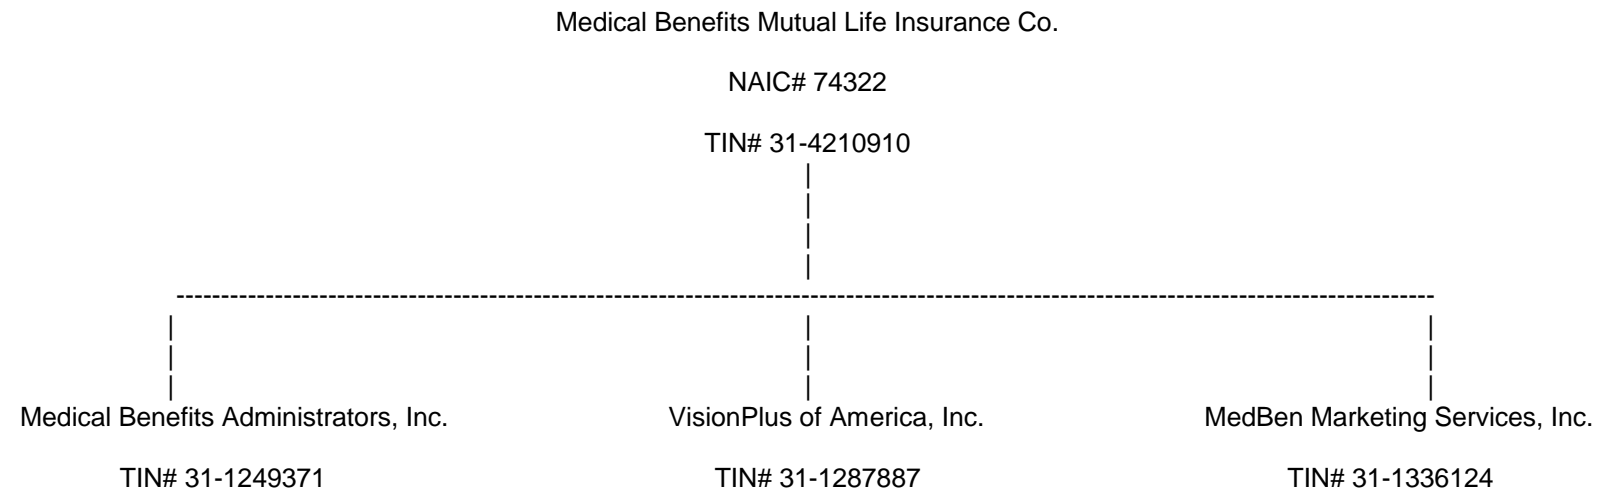 Medical Benefits Mutual Life Insurance Co.
NAIC# 74322
TIN# 31-4210910
Medical Benefits Administrators, Inc.
VisionPlus of America, Inc.
MedBen Marketing Services, Inc.
TIN# 31-1249371
TIN# 31-1287887
TIN# 31-1336124